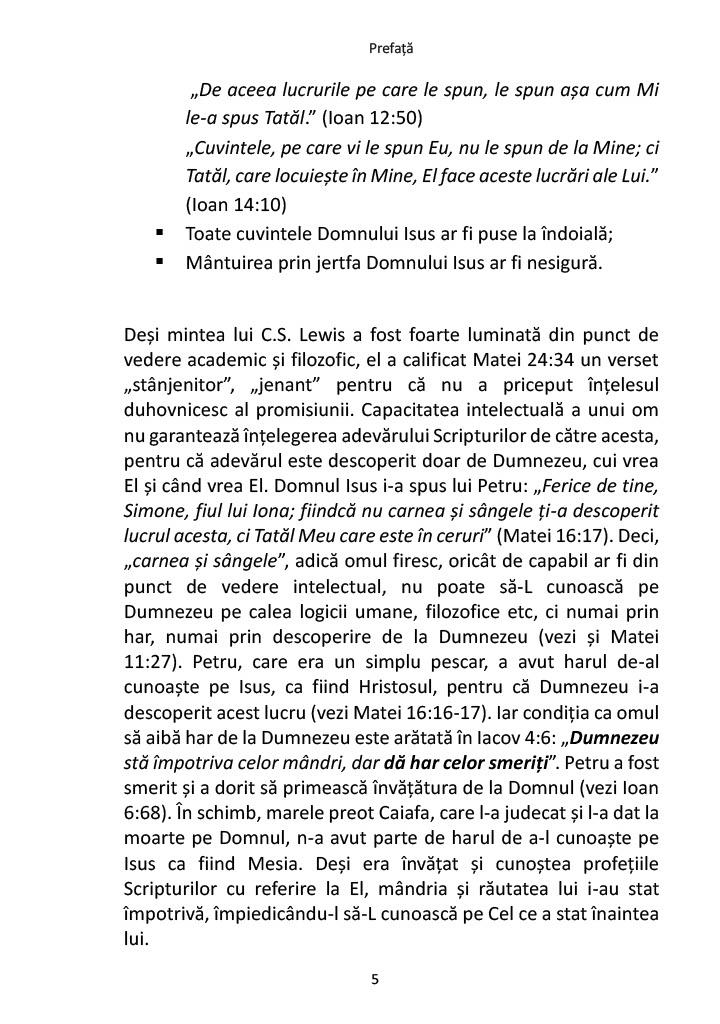 Prefață
„De aceea lucrurile pe care le spun, le spun așa cum Mi
le-a spus Tatăl.” (Ioan 12:50)
„Cuvintele, pe care vi le spun Eu, nu le spun de la Mine; ci
Tatăl, care locuiește în Mine, El face aceste lucrări ale Lui.”
(Ioan 14:10)
▪ Toate cuvintele Domnului Isus ar fi puse la îndoială;
▪ Mântuirea prin jertfa Domnului Isus ar fi nesigură.
Deși mintea lui C.S. Lewis a fost foarte luminată din punct de
vedere academic și filozofic, el a calificat Matei 24:34 un verset
„stânjenitor”, „jenant” pentru că nu a priceput înțelesul
duhovnicesc al promisiunii. Capacitatea intelectuală a unui om
nu garantează înțelegerea adevărului Scripturilor de către acesta,
pentru că adevărul este descoperit doar de Dumnezeu, cui vrea
El și când vrea El. Domnul Isus i-a spus lui Petru: „Ferice de tine,
Simone, fiul lui Iona; fiindcă nu carnea și sângele ți-a descoperit
lucrul acesta, ci Tatăl Meu care este în ceruri” (Matei 16:17). Deci,
„carnea și sângele”, adică omul firesc, oricât de capabil ar fi din
punct de vedere intelectual, nu poate să-L cunoască pe
Dumnezeu pe calea logicii umane, filozofice etc, ci numai prin
har, numai prin descoperire de la Dumnezeu (vezi și Matei
11:27). Petru, care era un simplu pescar, a avut harul de-al
cunoaște pe Isus, ca fiind Hristosul, pentru că Dumnezeu i-a
descoperit acest lucru (vezi Matei 16:16-17). Iar condiția ca omul
să aibă har de la Dumnezeu este arătată în Iacov 4:6: „Dumnezeu
stă împotriva celor mândri, dar dă har celor smeriți”. Petru a fost
smerit și a dorit să primească învățătura de la Domnul (vezi Ioan
6:68). În schimb, marele preot Caiafa, care l-a judecat și l-a dat la
moarte pe Domnul, n-a avut parte de harul de a-l cunoaște pe
Isus ca fiind Mesia. Deși era învățat și cunoștea profețiile
Scripturilor cu referire la El, mândria și răutatea lui i-au stat
împotrivă, împiedicându-l să-L cunoască pe Cel ce a stat înaintea
lui.
5